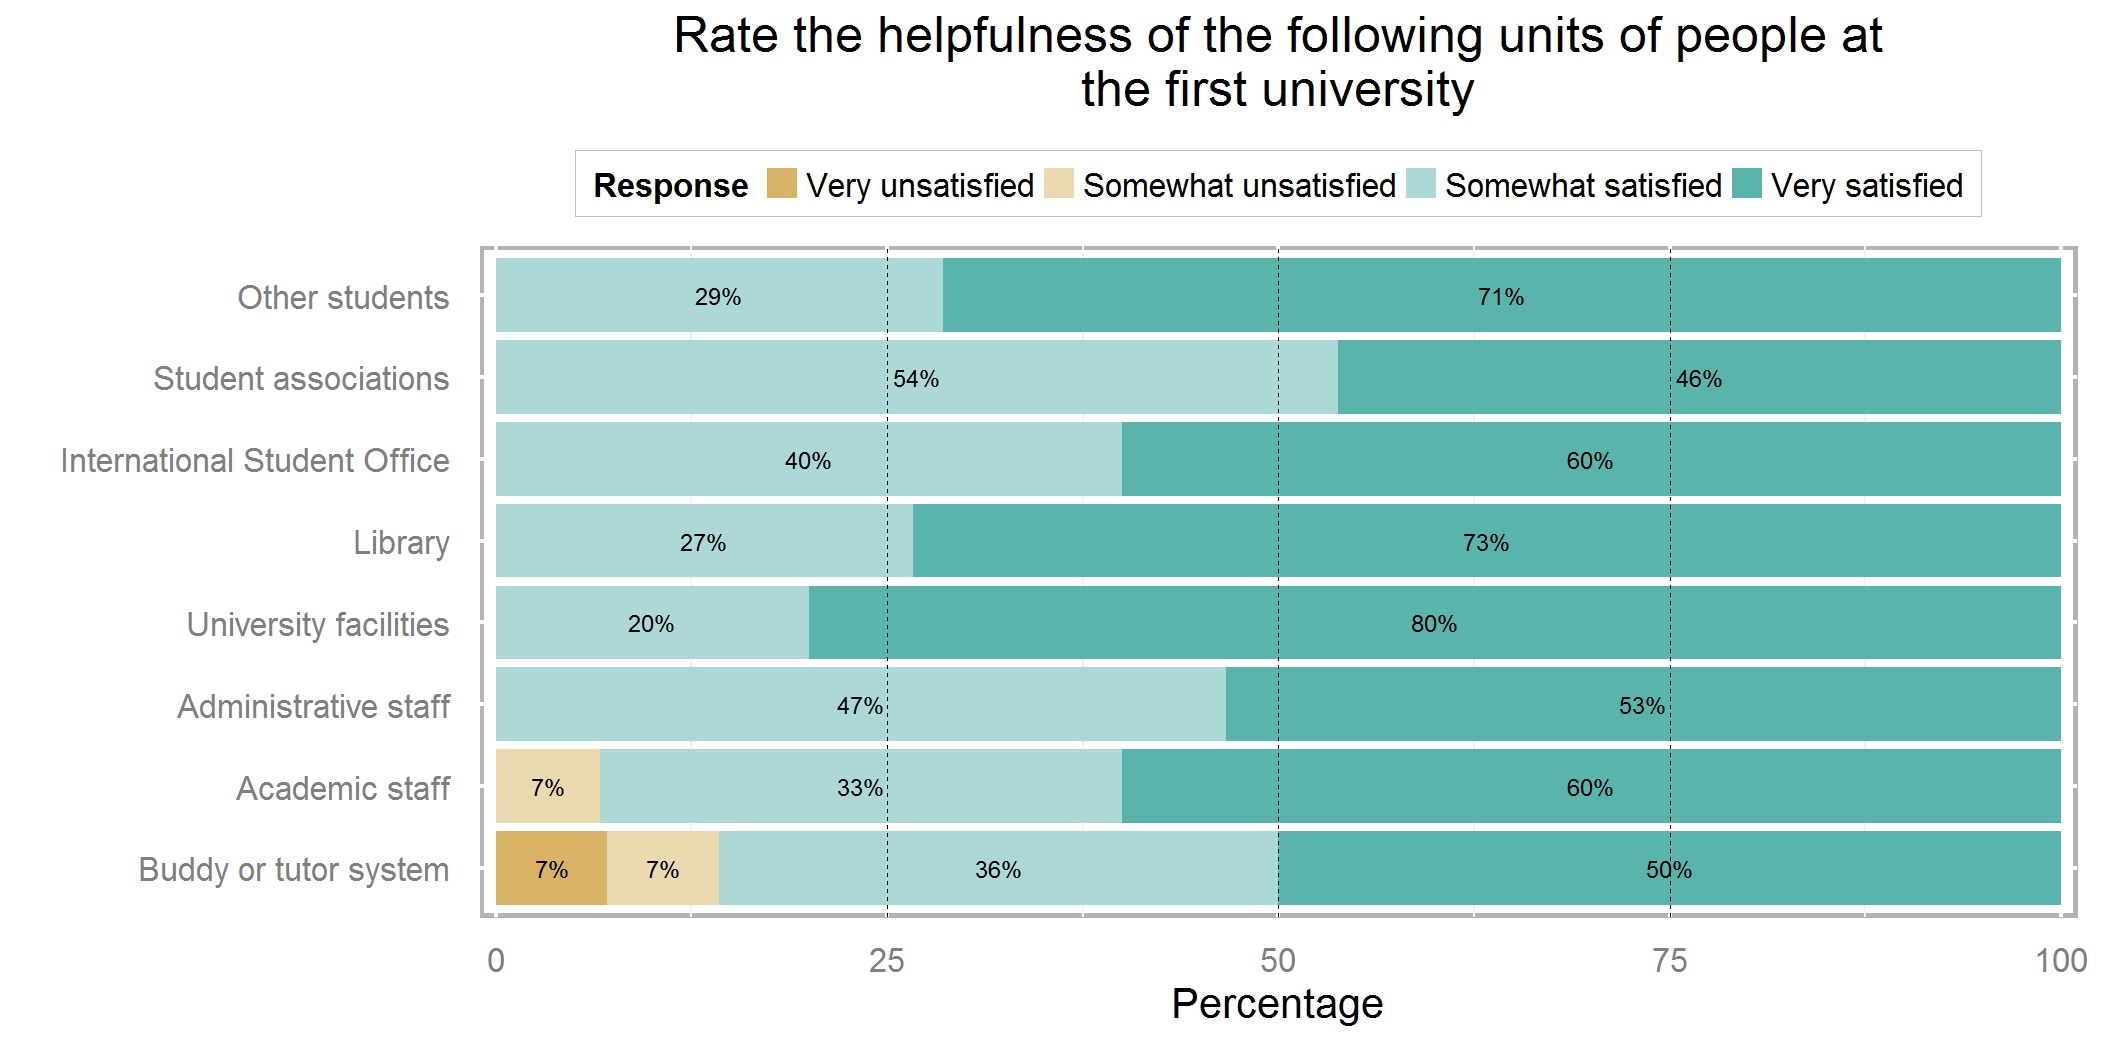 Rate the helpfulness of the following units of people at
the first university
Response Very unsatisfied Somewhat unsatisfied Somewhat satisfied Very satisfied
Other students 29% 71%
Student associations 54% 46%
International Student Office 40% 60%
Library 27% 73%
University facilities 20% 80%
Administrative staff 47% 53%
Academic staff 7% 33% 60%
Buddy or tutor system 7% 7% 36% 50%
0 25 50 75 100
Percentage